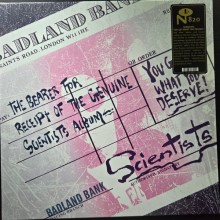 BADLAND BANK
SAINTS ROAD, LONDON W11 1HE
OR ORDER
THE BEARER FOR
RECEIPT OF THE GENUINE
SCIENTISTS ALBUM
YOU GET
WHAT YOU
DESERVE!
Scientists
BADLAND BANK
N